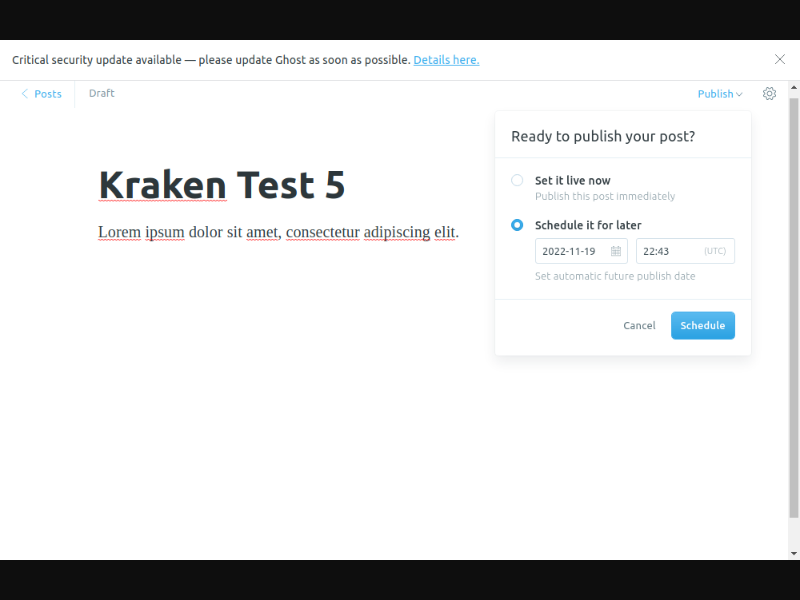 Critical security update available — please update Ghost as soon as possible. Details here.
Posts
Draft
Publish
Ready to publish your post?
Kraken Test 5
Set it live now
Publish this post immediately
Lorem ipsum dolor sit amet, consectetur adipiscing elit.
Schedule it for later
2022-11-19
22:43
(UTC)
Set automatic future publish date
Cancel
Schedule